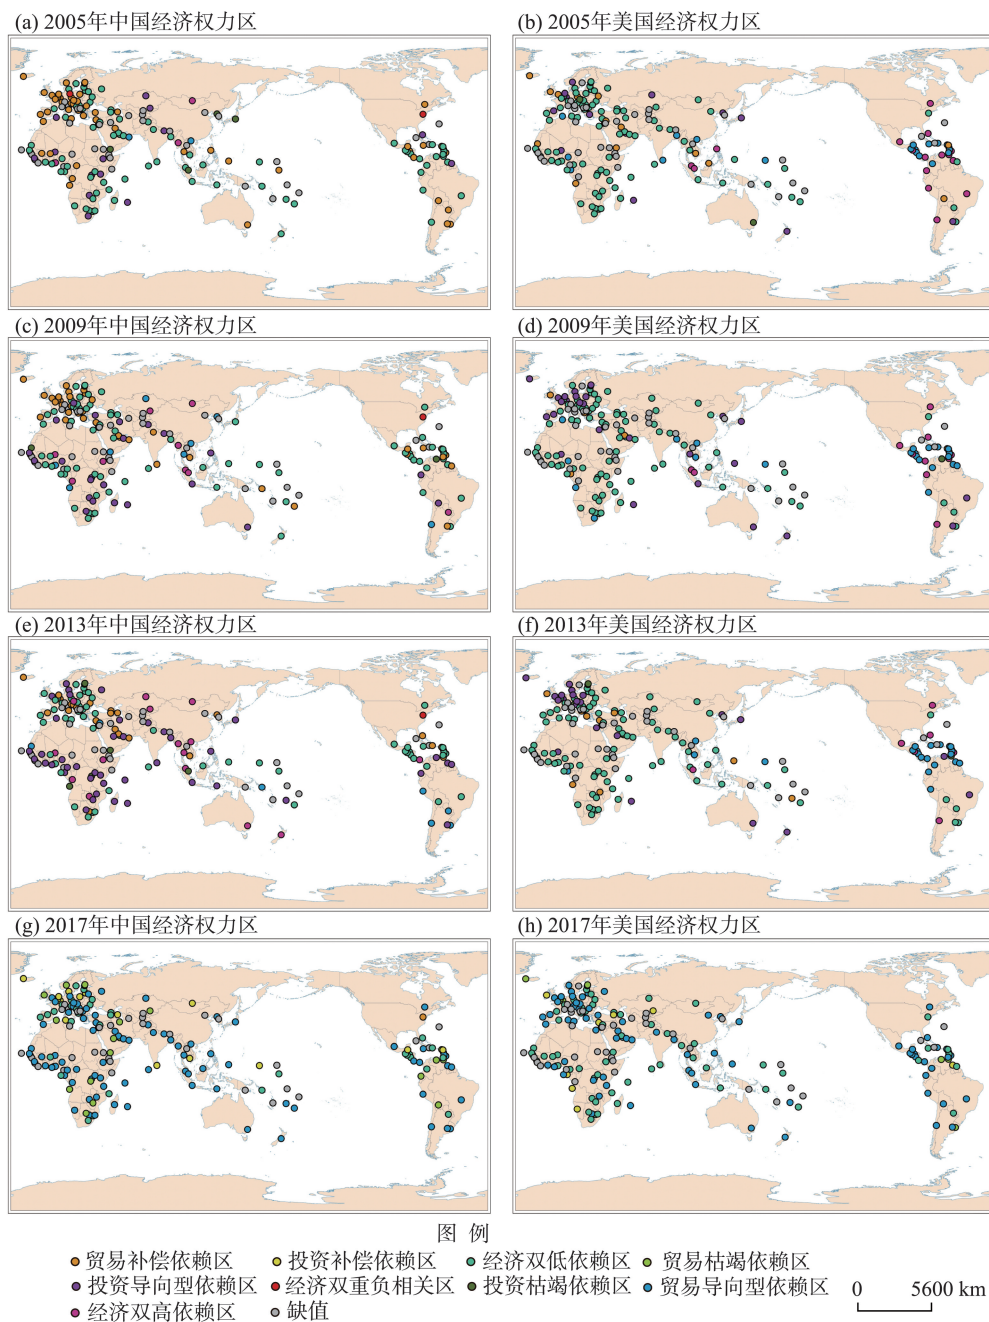 (a) 2005年中国经济权力区
(b) 2005年美国经济权力区
(c) 2009年中国经济权力区
(d) 2009年美国经济权力区
(e) 2013年中国经济权力区
(f) 2013年美国经济权力区
(g) 2017年中国经济权力区
(h) 2017年美国经济权力区
图 例
贸易补偿依赖区 投资补偿依赖区 经济双低依赖区 贸易枯竭依赖区
投资导向型依赖区 经济双重负相关区 投资枯竭依赖区 贸易导向型依赖区
经济双高依赖区 缺值
0 5600 km